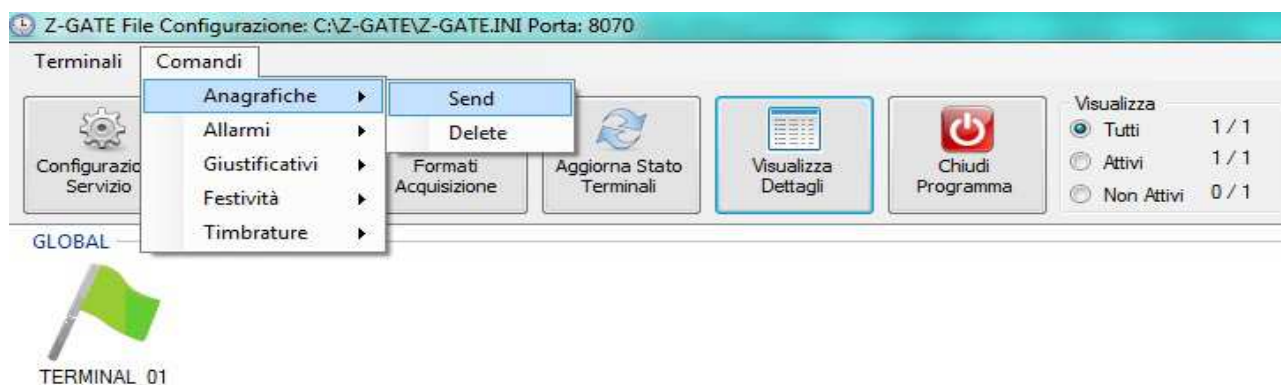 Z-GATE File Configurazione: C:\Z-GATE\Z-GATE.INI Porta: 8070
Terminali Comandi
Anagrafiche
Allarmi
Giustificativi
Festività
Timbrature
Send
Delete
Configurazio
Servizio
Formati
Acquisizione
Aggiorna Stato
Terminali
Visualizza
Dettagli
Chiudi
Programma
Visualizza
Tutti 1 / 1
Attivi 1 / 1
Non Attivi 0 / 1
GLOBAL
TERMINAL_01